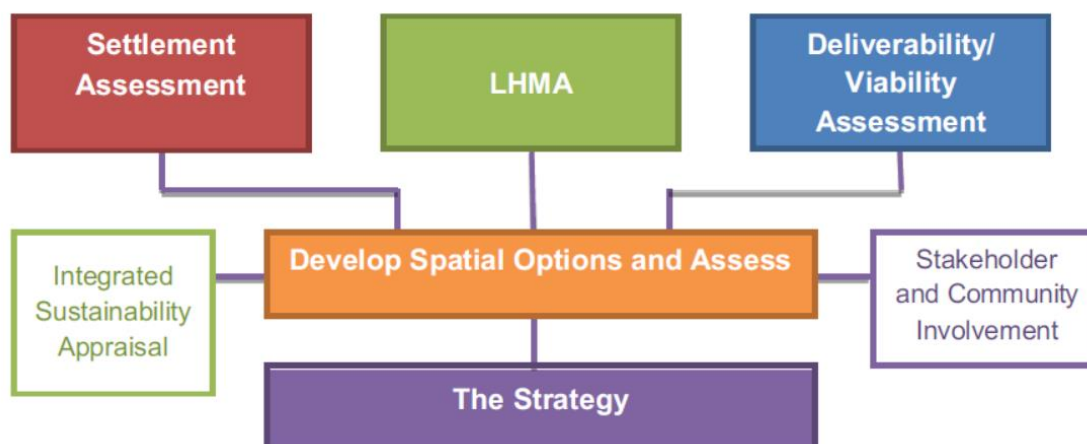 Settlement
Assessment
LHMA
Deliverability/
Viability
Assessment
Integrated
Sustainability
Appraisal
Develop Spatial Options and Assess
Stakeholder
and Community
Involvement
The Strategy